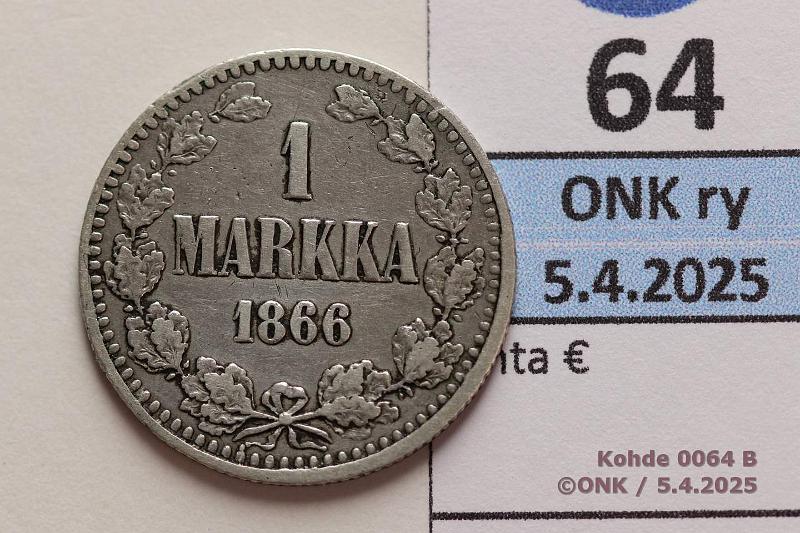 1
MARKKA
1866
64
ONK ry
5.4.2025
nta €
Kohde 0064 B
©ONK / 5.4.2025